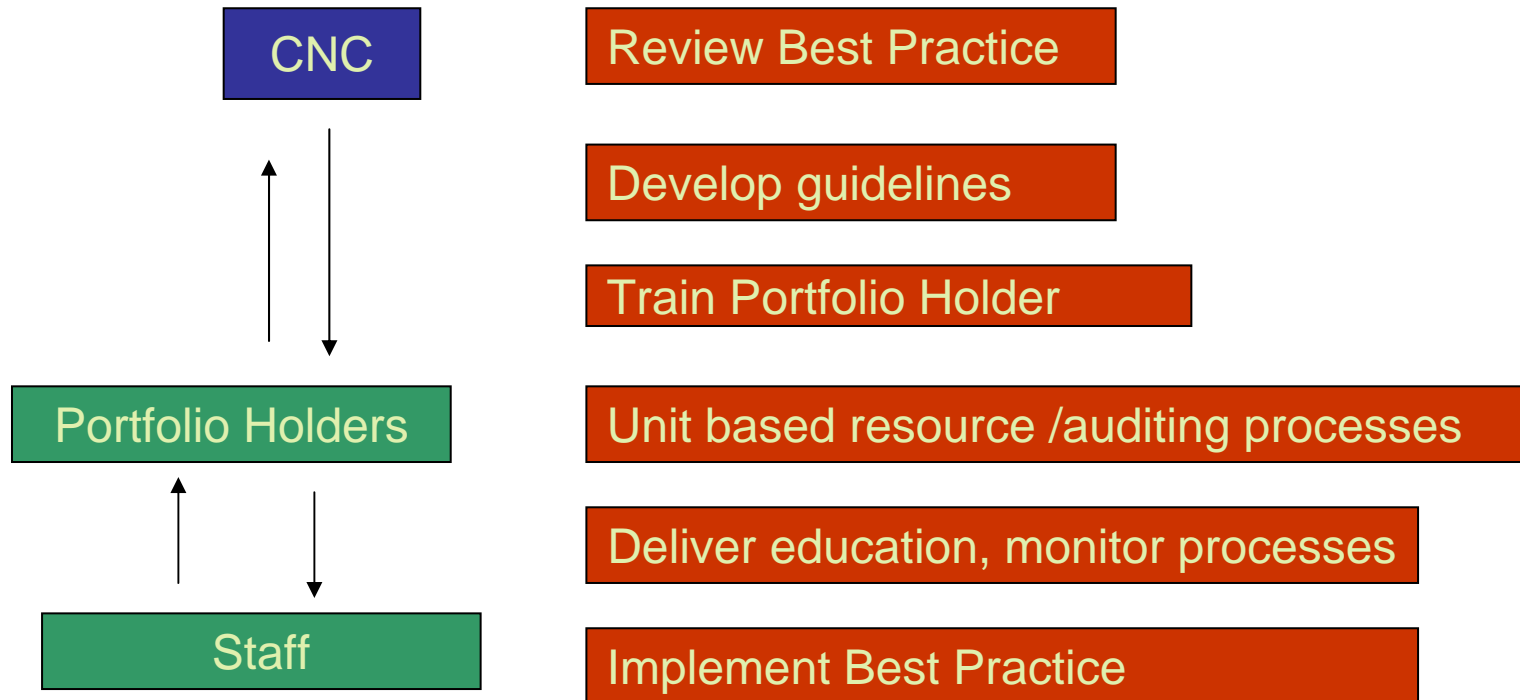 CNC
Review Best Practice
Develop guidelines
Train Portfolio Holder
Portfolio Holders
Unit based resource /auditing processes
Deliver education, monitor processes
Staff
Implement Best Practice